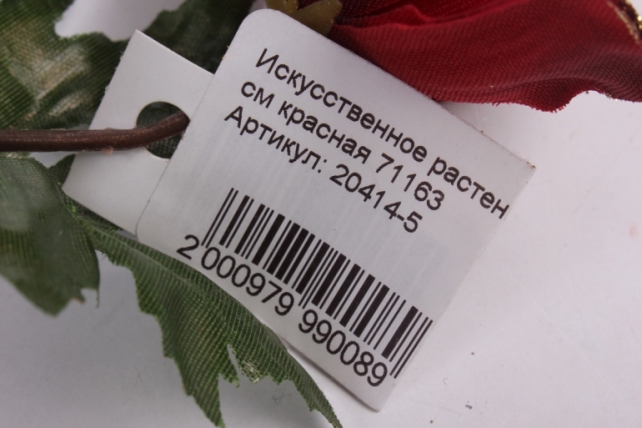 Искусственное растен
см красная 71163
Артикул: 20414-5
2 000979 990089